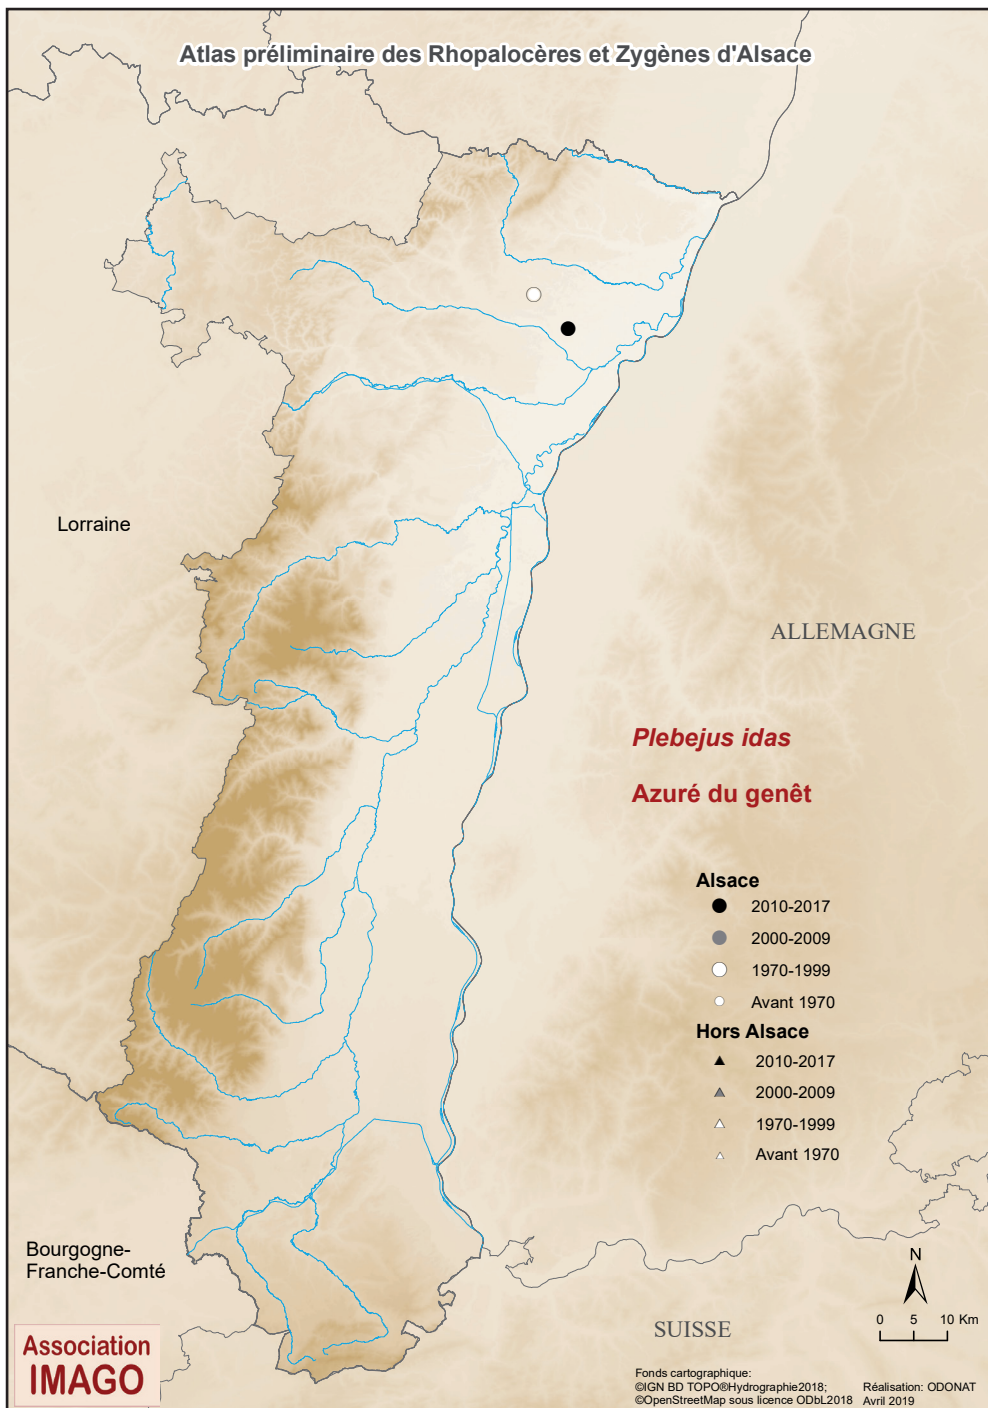 Atlas préliminaire des Rhopalocères et Zygènes d'Alsace
Lorraine
ALLEMAGNE
Plebejus idas
Azuré du genêt
Alsace
2010-2017
2000-2009
1970-1999
Avant 1970
Hors Alsace
2010-2017
2000-2009
1970-1999
Avant 1970
Bourgogne-
Franche-Comté
N
0 5 10 Km
SUISSE
Association
IMAGO
Fonds cartographique:
©IGN BD TOPO®Hydrographie2018;
©OpenStreetMap sous licence ODbL2018
Réalisation: ODONAT
Avril 2019